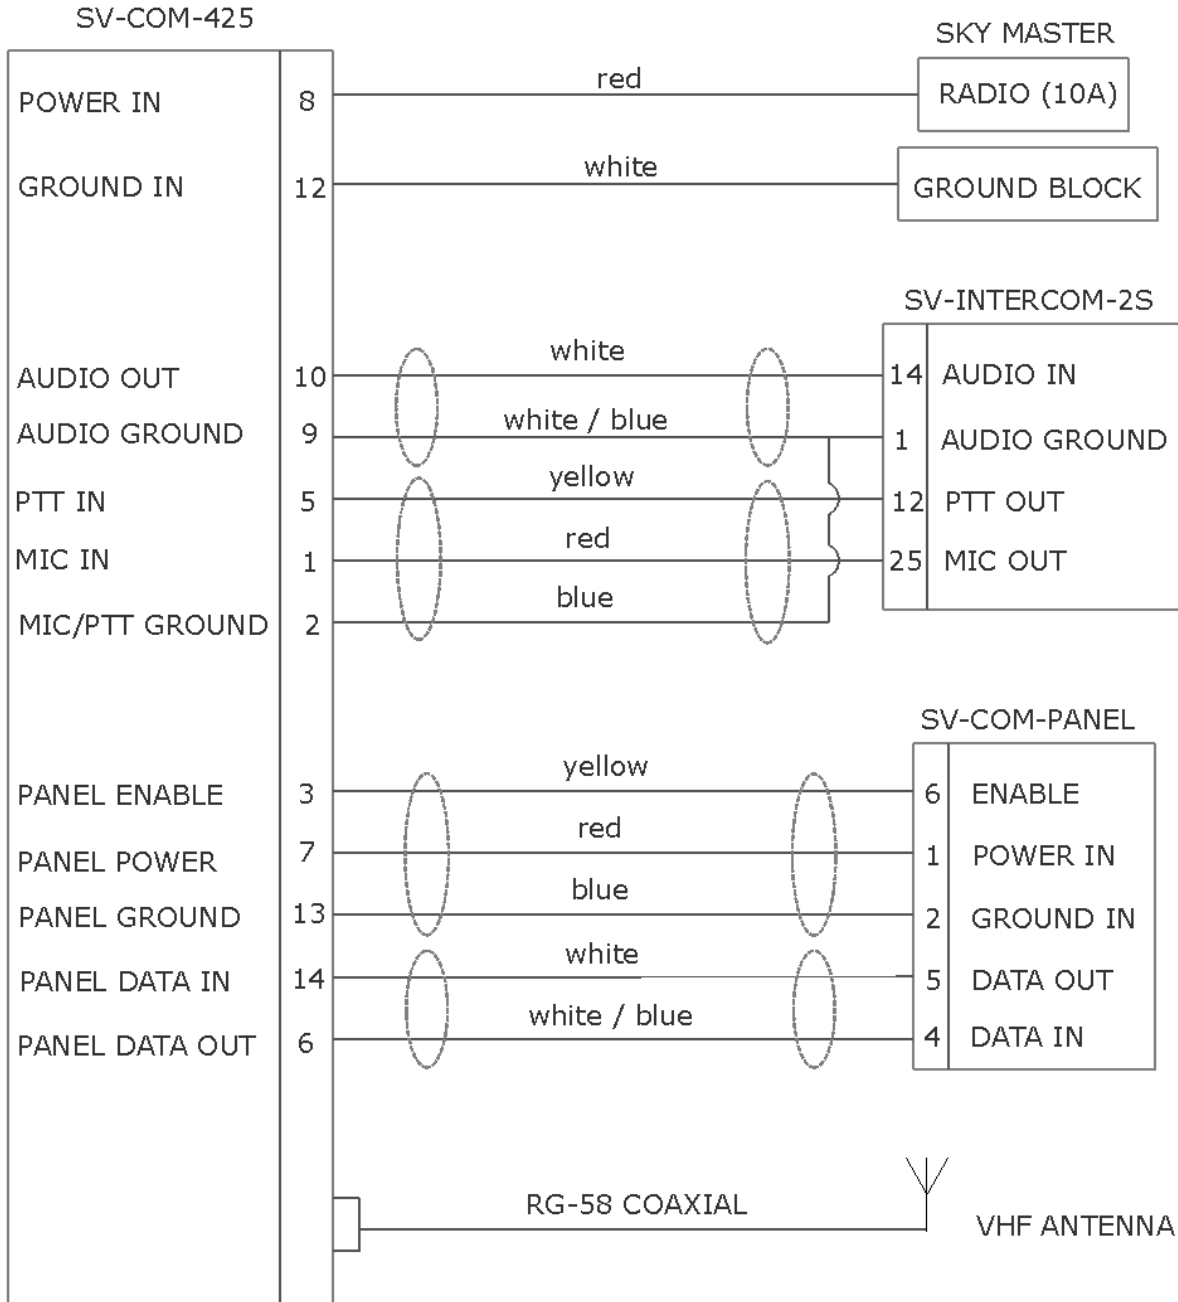 SV-COM-425
SKY MASTER
POWER IN 8 red RADIO (10A)
GROUND IN 12 white GROUND BLOCK
SV-INTERCOM-2S
AUDIO OUT 10 white 14 AUDIO IN
AUDIO GROUND 9 white / blue 1 AUDIO GROUND
PTT IN 5 yellow 12 PTT OUT
MIC IN 1 red 25 MIC OUT
MIC/PTT GROUND 2 blue
SV-COM-PANEL
PANEL ENABLE 3 yellow 6 ENABLE
PANEL POWER 7 red 1 POWER IN
PANEL GROUND 13 blue 2 GROUND IN
PANEL DATA IN 14 white 5 DATA OUT
PANEL DATA OUT 6 white / blue 4 DATA IN
RG-58 COAXIAL VHF ANTENNA